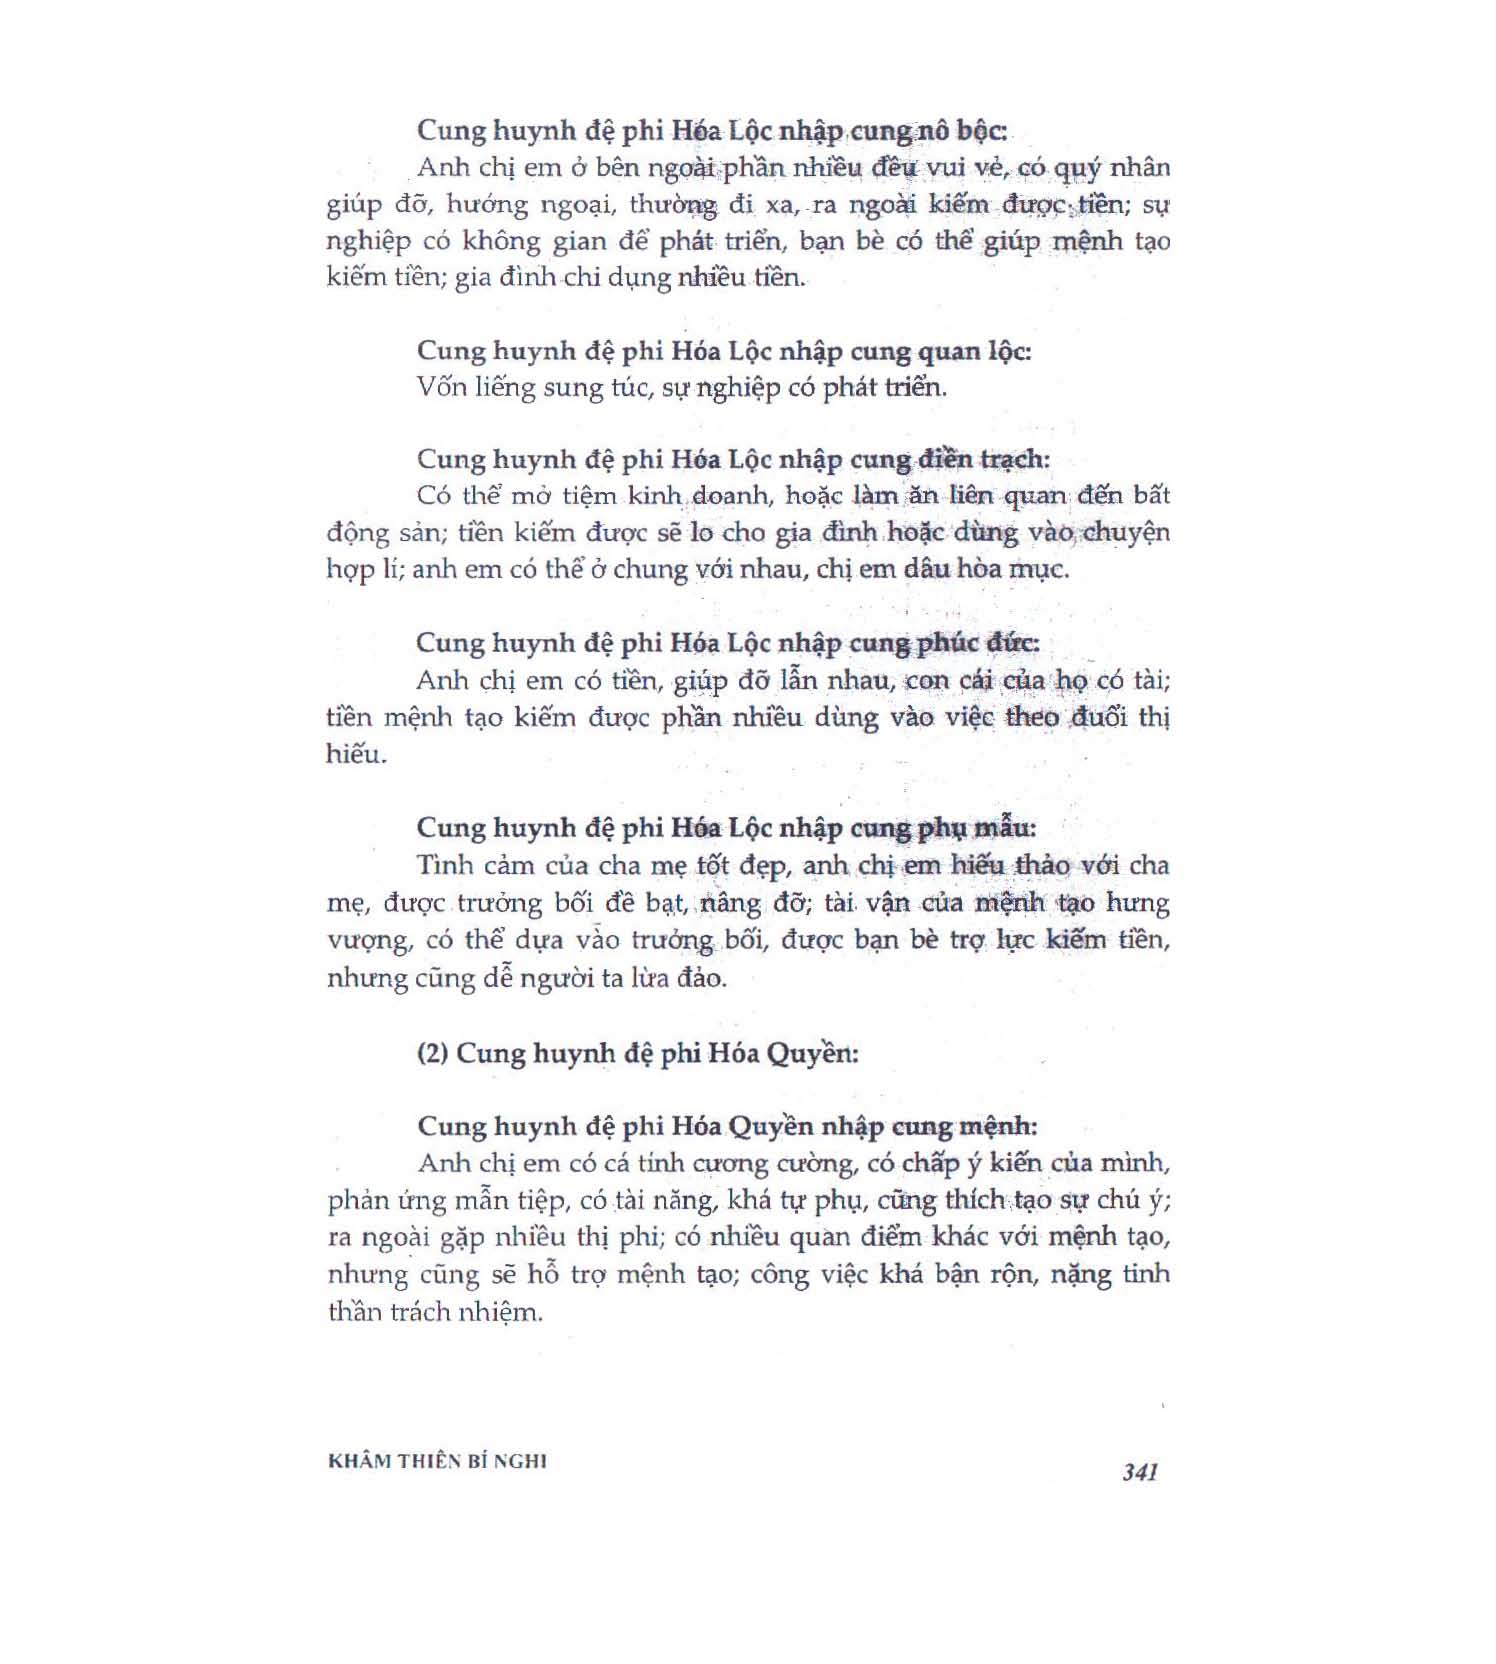 Cung huynh đệ phi Hóa Lộc nhập cung nô bộc:
Anh chị em ở bên ngoài phần nhiều đều vui vẻ, có quý nhân
giúp đỡ, hướng ngoại, thường đi xa, ra ngoài kiếm được tiền; sự
nghiệp có không gian để phát triển, bạn bè có thể giúp mệnh tạo
kiếm tiền; gia đình chi dụng nhiều tiền.
Cung huynh đệ phi Hóa Lộc nhập cung quan lộc:
Vốn liếng sung túc, sự nghiệp có phát triển.
Cung huynh đệ phi Hóa Lộc nhập cung điền trạch:
Có thể mở tiệm kinh doanh, hoặc làm ăn liên quan đến bất
động sản; tiền kiếm được sẽ lo cho gia đình hoặc dùng vào chuyện
hợp lí; anh em có thể ở chung với nhau, chị em dâu hòa mục.
Cung huynh đệ phi Hóa Lộc nhập cung phúc đức:
Anh chị em có tiền, giúp đỡ lẫn nhau, con cái của họ có tài;
tiền mệnh tạo kiếm được phần nhiều dùng vào việc theo đuổi thị
hiếu.
Cung huynh đệ phi Hóa Lộc nhập cung phụ mẫu:
Tình cảm của cha mẹ tốt đẹp, anh chị em hiếu thảo với cha
mẹ, được trưởng bối đề bạt, nâng đỡ; tài vận của mệnh tạo hưng
vượng, có thể dựa vào trưởng bối, được bạn bè trợ lực kiếm tiền,
nhưng cũng dễ người ta lừa đảo.
(2) Cung huynh đệ phi Hóa Quyền:
Cung huynh đệ phi Hóa Quyền nhập cung mệnh:
Anh chị em có cá tính cương cường, có chấp ý kiến của mình,
phản ứng mẫn tiệp, có tài năng, khá tự phụ, cũng thích tạo sự chú ý;
ra ngoài gặp nhiều thị phi; có nhiều quan điểm khác với mệnh tạo,
nhưng cũng sẽ hỗ trợ mệnh tạo; công việc khá bận rộn, nặng tinh
thần trách nhiệm.
KHÂM THIÊN BÍ NGHI
341